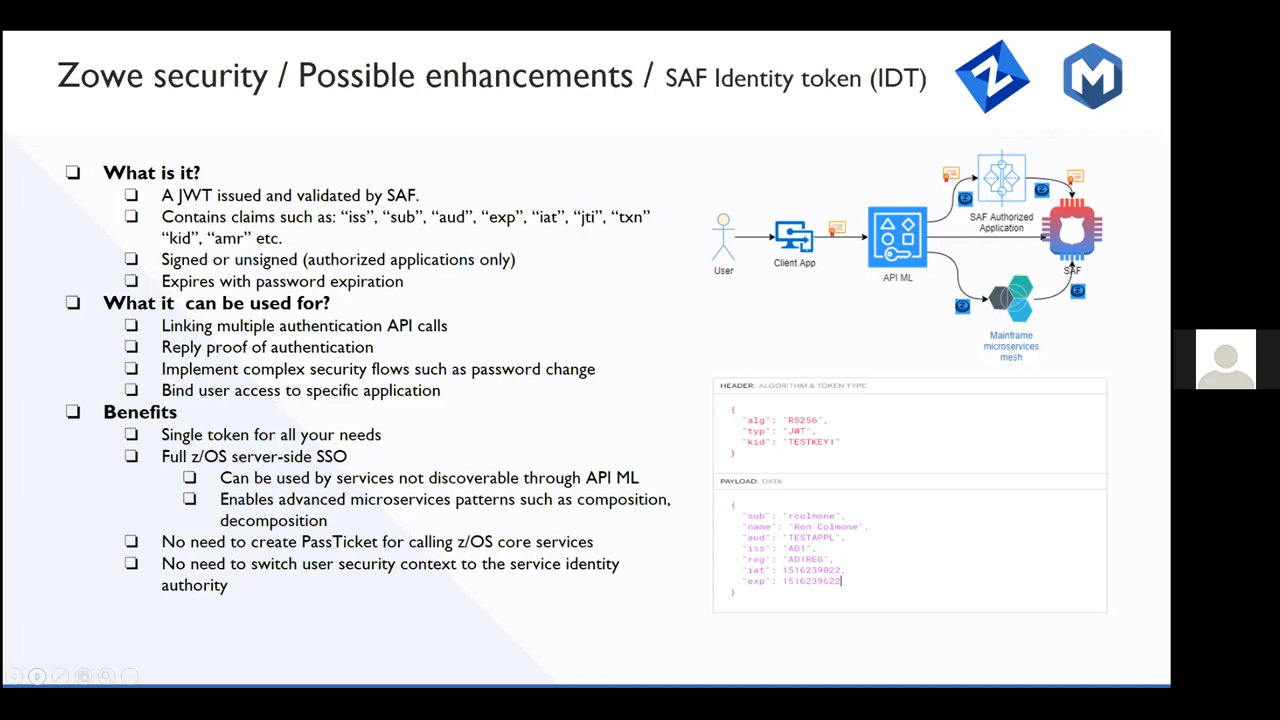 Zowe security / Possible enhancements / SAF Identity token (IDT)
What is it?
A JWT issued and validated by SAF.
Contains claims such as: “iss”, “sub”, “aud”, “exp”, “iat”, “jti”, “txn”
“kid”, “amr” etc.
Signed or unsigned (authorized applications only)
Expires with password expiration
What it can be used for?
Linking multiple authentication API calls
Reply proof of authentication
Implement complex security flows such as password change
Bind user access to specific application
Benefits
Single token for all your needs
Full z/OS server-side SSO
Can be used by services not discoverable through API ML
Enables advanced microservices patterns such as composition,
decomposition
No need to create PassTicket for calling z/OS core services
No need to switch user security context to the service identity
authority
User
Client App
API ML
SAF Authorized
Application
SAF
Mainframe
microservices
mesh
HEADER: ALGORITHM & TOKEN TYPE
{
"alg": "RS256",
"typ": "JWT",
"kid": "TESTKEY1"
}
PAYLOAD: DATA
{
"sub": "rcolmone",
"name": "Ron Colmone",
"aud": "TESTAPPL",
"iss": "AD1",
"reg": "AD1REG",
"iat": 1516239022,
"exp": 1516239622
}